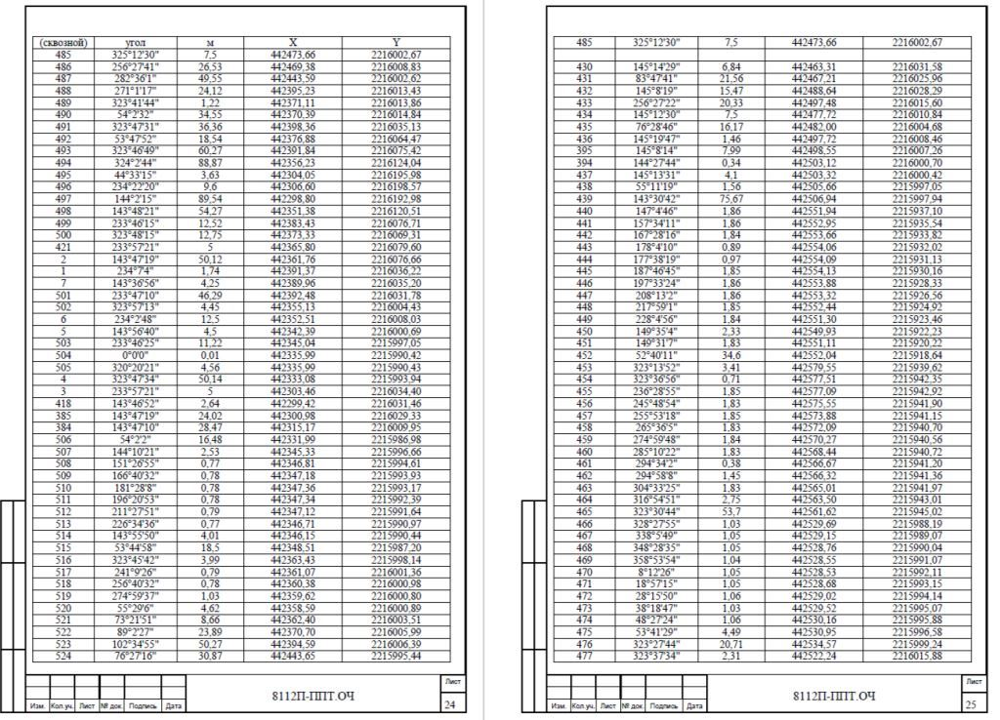 (сквозной) угол м X Y
485 325°12'30" 7,5 442473,66 2216002,67
486 256°27'41" 26,53 442469,38 2216008,83
487 282°36'1" 49,55 442443,59 2216002,62
488 271°1'17" 24,12 442395,23 2216013,43
489 323°41'44" 1,22 442371,11 2216013,86
490 54°2'32" 34,55 442370,39 2216014,84
491 323°47'31" 36,36 442398,36 2216035,13
492 53°47'52" 18,54 442376,88 2216064,47
493 323°46'49" 60,27 442391,84 2216075,42
494 324°2'44" 88,87 442356,23 2216124,04
495 44°33'15" 3,63 442304,05 2216195,98
496 234°22'20" 9,6 442306,60 2216198,57
497 144°2'15" 89,54 442298,80 2216192,98
498 143°48'21" 54,27 442351,38 2216120,51
499 233°46'15" 12,52 442383,43 2216076,71
500 323°48'15" 12,75 442373,33 2216069,31
421 233°57'21" 5 442365,80 2216079,60
2 143°47'19" 50,12 442361,76 2216076,66
1 234°7'4" 1,74 442391,37 2216036,22
7 143°36'56" 4,25 442389,96 2216035,20
501 233°47'10" 46,29 442392,48 2216031,78
502 323°57'13" 4,45 442355,13 2216004,43
6 234°2'48" 12,5 442352,51 2216008,03
5 143°56'40" 4,5 442342,39 2216000,69
503 233°46'25" 11,22 442345,04 2215997,05
504 0°0'0" 0,01 442335,99 2215990,42
505 320°20'21" 4,56 442335,99 2215990,43
4 323°47'34" 50,14 442333,08 2215993,94
3 233°57'21" 5 442303,46 2216034,40
418 143°46'52" 2,64 442299,42 2216031,46
385 143°47'19" 24,02 442300,98 2216029,33
384 143°47'10" 28,47 442315,17 2216009,95
506 54°2'2" 16,48 442331,99 2215986,98
507 144°10'21" 2,53 442345,33 2215996,66
508 151°26'55" 0,77 442346,81 2215994,61
509 166°40'32" 0,78 442347,18 2215993,93
510 181°28'8" 0,78 442347,36 2215993,17
511 196°20'53" 0,78 442347,34 2215992,39
512 211°27'51" 0,79 442347,12 2215991,64
513 226°34'36" 0,77 442346,71 2215990,97
514 143°55'50" 4,01 442346,15 2215990,44
515 53°44'58" 18,5 442348,51 2215987,20
516 323°45'42" 3,99 442363,43 2215998,14
517 241°9'26" 0,79 442361,07 2216001,36
518 256°40'32" 0,78 442360,38 2216000,98
519 274°59'37" 1,03 442359,62 2216000,80
520 55°29'6" 4,62 442358,59 2216000,89
521 73°21'51" 8,66 442362,40 2216003,51
522 89°2'27" 23,89 442370,70 2216005,99
523 102°34'55" 50,27 442394,59 2216006,39
524 76°27'16" 30,87 442443,65 2215995,44
Изм. Кол.уч. Лист № док. Подпись Дата
8112П-ППТ.ОЧ
Лист
24
485 325°12'30" 7,5 442473,66 2216002,67
430 145°14'29" 6,84 442463,31 2216031,58
431 83°47'41" 21,56 442467,21 2216025,96
432 145°8'19" 15,47 442488,64 2216028,29
433 256°27'22" 20,33 442497,48 2216015,60
434 145°12'30" 7,5 442477,72 2216010,84
435 76°28'46" 16,17 442482,00 2216004,68
436 145°19'47" 1,46 442497,72 2216008,46
395 145°8'14" 7,99 442498,55 2216007,26
394 144°27'44" 0,34 442503,12 2216000,70
437 145°13'31" 4,1 442503,32 2216000,42
438 55°11'19" 1,56 442505,66 2215997,05
439 143°30'42" 75,67 442506,94 2215997,94
440 147°4'46" 1,86 442551,94 2215937,10
441 157°34'11" 1,86 442552,95 2215935,54
442 167°28'16" 1,84 442553,66 2215933,82
443 178°4'10" 0,89 442554,06 2215932,02
444 177°38'19" 0,97 442554,09 2215931,13
445 187°46'45" 1,85 442554,13 2215930,16
446 197°33'24" 1,86 442553,88 2215928,33
447 208°13'2" 1,86 442553,32 2215926,56
448 217°59'1" 1,85 442552,44 2215924,92
449 228°4'56" 1,84 442551,30 2215923,46
450 149°35'4" 2,33 442549,93 2215922,23
451 149°31'7" 1,83 442551,11 2215920,22
452 52°40'11" 34,6 442552,04 2215918,64
453 323°13'52" 3,41 442579,55 2215939,62
454 323°36'56" 0,71 442577,51 2215942,35
455 236°28'55" 1,85 442577,09 2215942,92
456 245°48'54" 1,83 442575,55 2215941,90
457 255°53'18" 1,85 442573,88 2215941,15
458 265°36'5" 1,83 442572,09 2215940,70
459 274°59'48" 1,84 442570,27 2215940,56
460 285°10'22" 1,83 442568,44 2215940,72
461 294°34'2" 0,38 442566,67 2215941,20
462 294°58'8" 1,45 442566,32 2215941,36
463 304°33'25" 1,83 442565,01 2215941,97
464 316°54'51" 2,75 442563,50 2215943,01
465 323°30'44" 53,7 442561,62 2215945,02
466 328°27'55" 1,03 442529,69 2215988,19
467 338°5'49" 1,05 442529,15 2215989,07
468 348°28'35" 1,05 442528,76 2215990,04
469 358°53'54" 1,04 442528,55 2215991,07
470 8°12'26" 1,05 442528,53 2215992,11
471 18°57'15" 1,05 442528,68 2215993,15
472 28°15'50" 1,06 442529,02 2215994,14
473 38°18'47" 1,03 442529,52 2215995,07
474 48°27'24" 1,06 442530,16 2215995,88
475 53°41'29" 4,49 442530,95 2215996,58
476 323°27'44" 20,71 442534,57 2215999,24
477 323°37'34" 2,31 442522,24 2216015,88
Изм. Кол.уч. Лист № док. Подпись Дата
8112П-ППТ.ОЧ
Лист
25